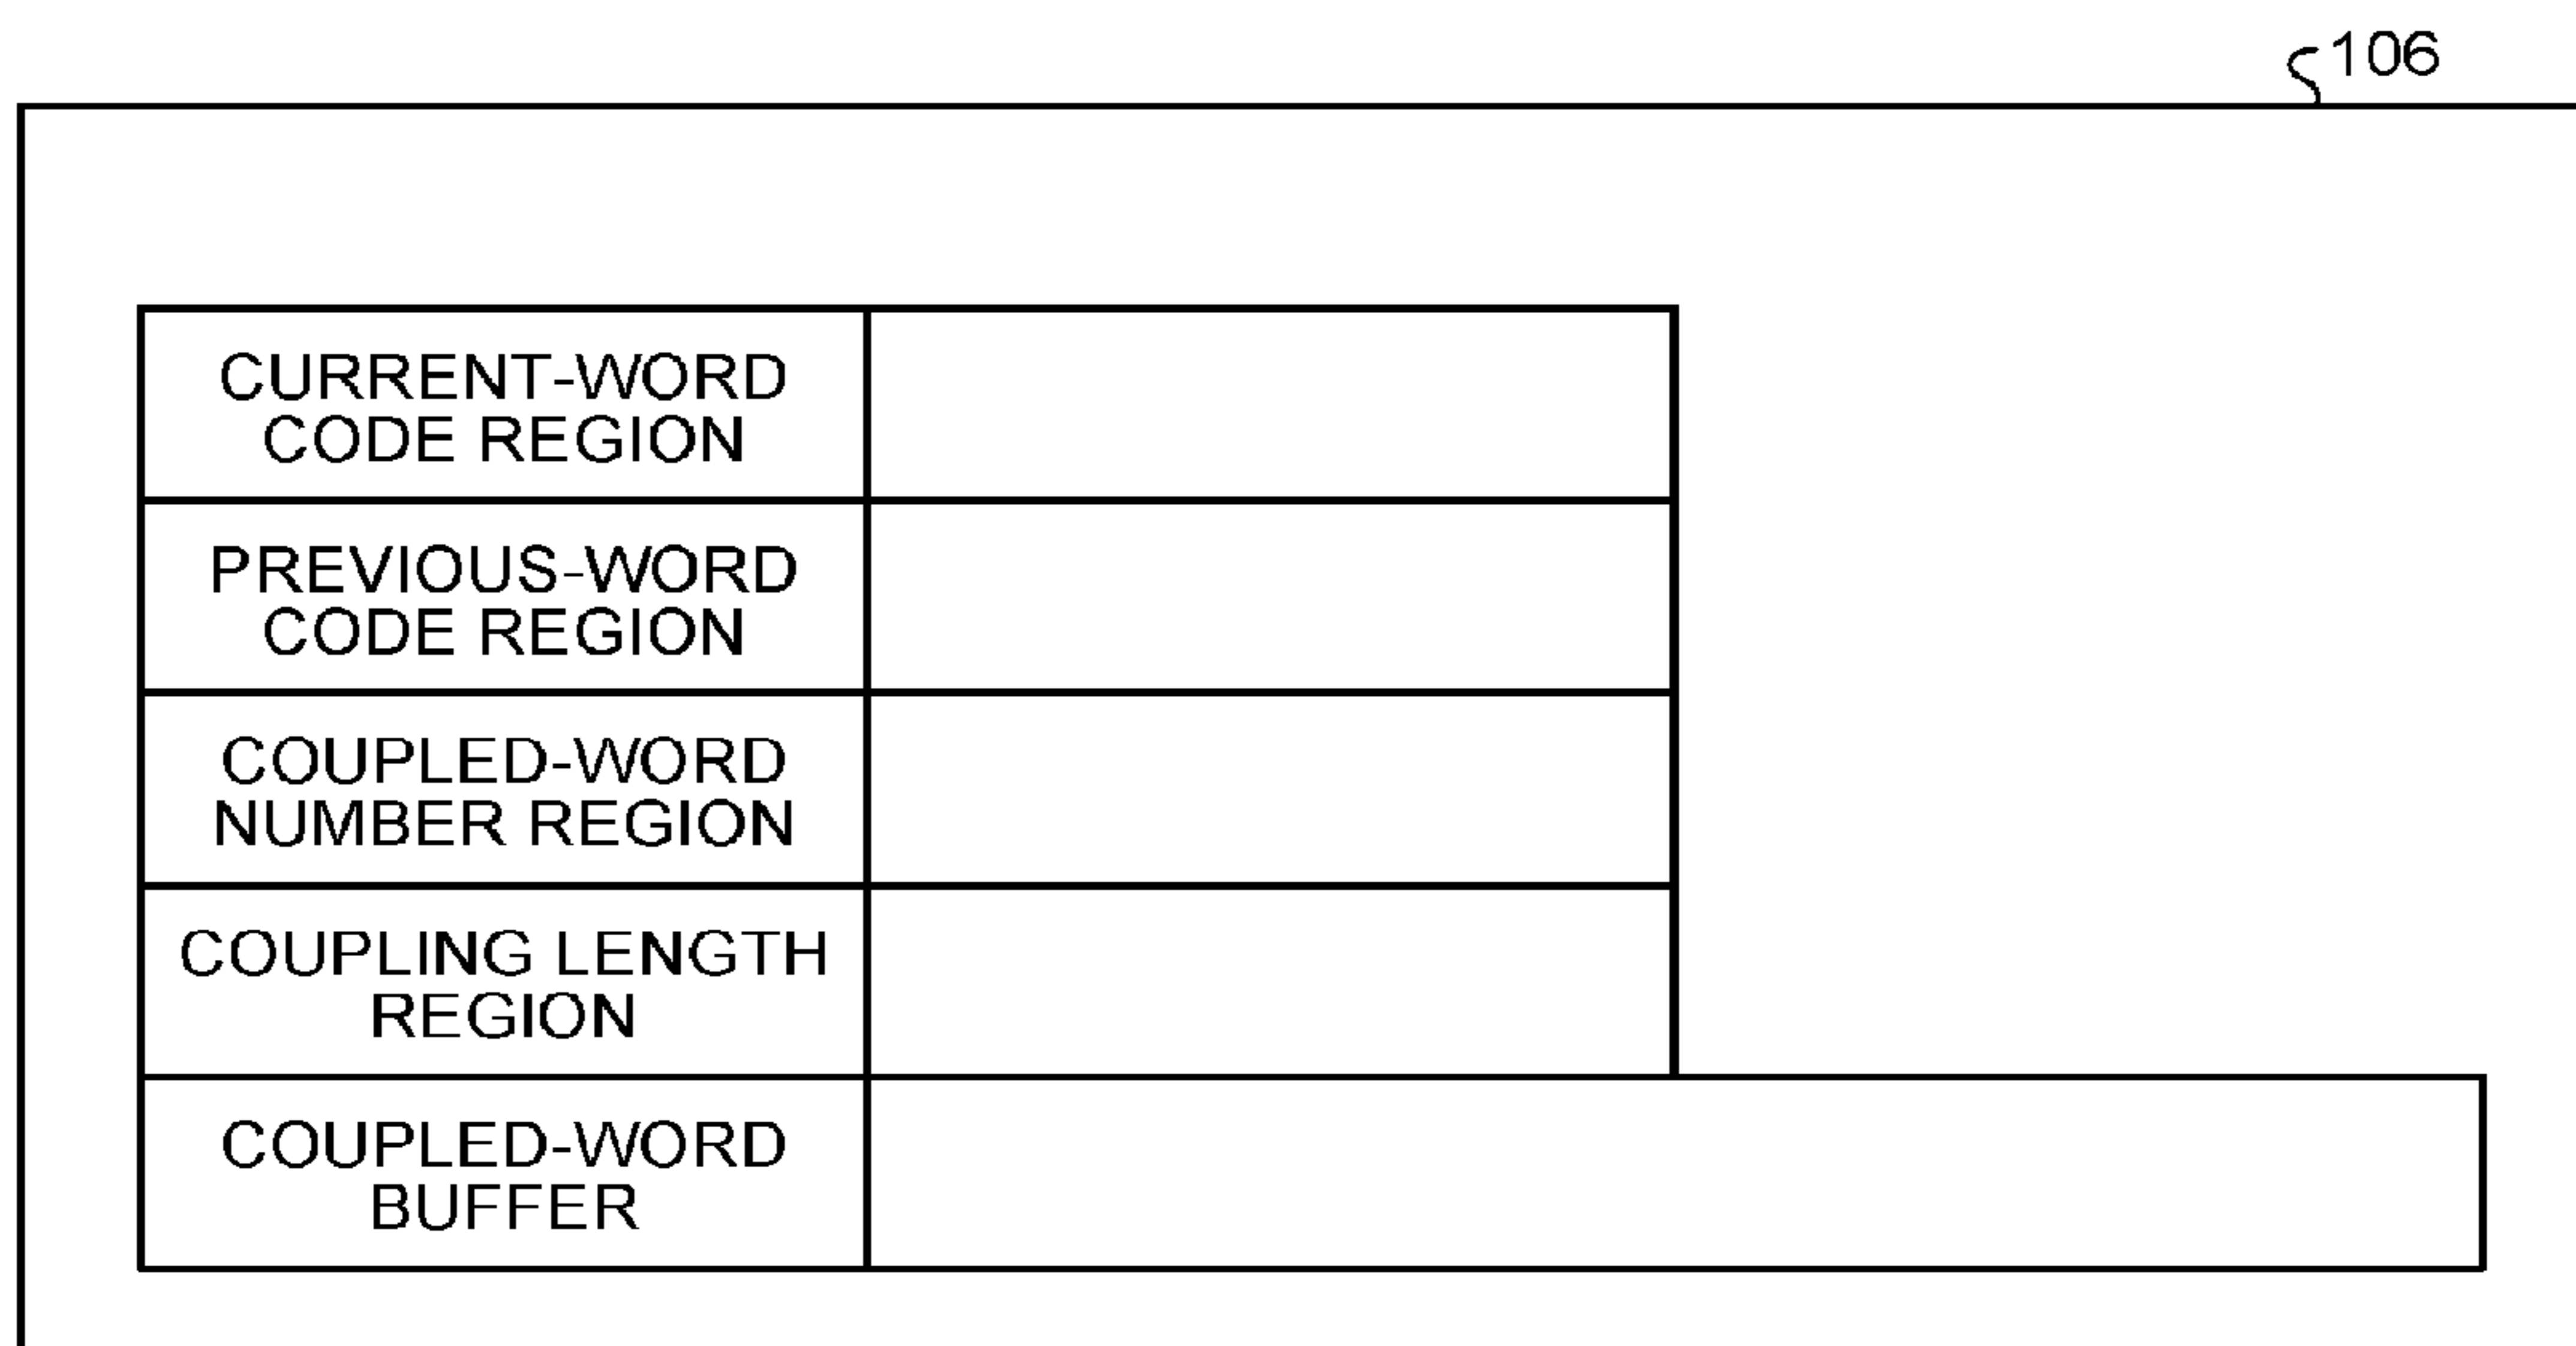 106
CURRENT-WORD
CODE REGION
PREVIOUS-WORD
CODE REGION
COUPLED-WORD
NUMBER REGION
COUPLING LENGTH
REGION
COUPLED-WORD
BUFFER